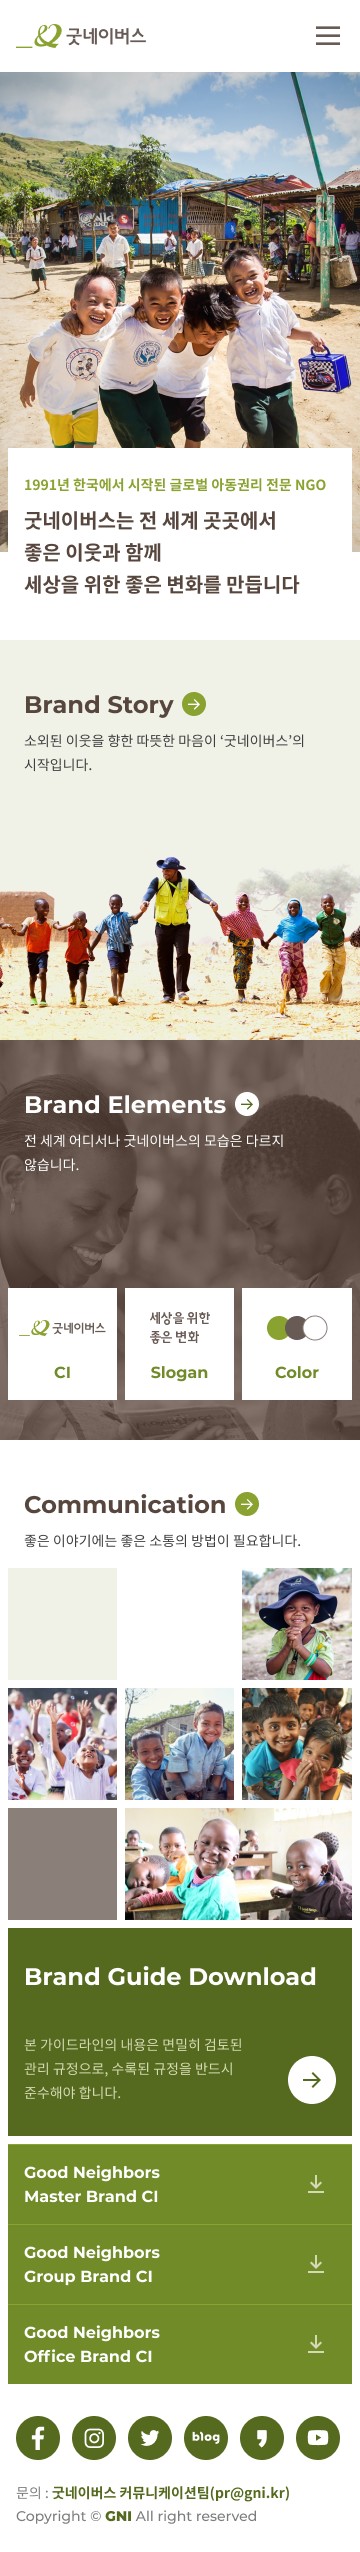 굿네이버스
1991년 한국에서 시작된 글로벌 아동권리 전문 NGO
굿네이버스는 전 세계 곳곳에서
좋은 이웃과 함께
세상을 위한 좋은 변화를 만듭니다
Brand Story
소외된 이웃을 향한 따뜻한 마음이 ‘굿네이버스’의
시작입니다.
Brand Elements
전 세계 어디서나 굿네이버스의 모습은 다르지
않습니다.
굿네이버스
CI
세상을 위한
좋은 변화
Slogan
Color
Communication
좋은 이야기에는 좋은 소통의 방법이 필요합니다.
Brand Guide Download
본 가이드라인의 내용은 면밀히 검토된
관리 규정으로, 수록된 규정을 반드시
준수해야 합니다.
Good Neighbors
Master Brand CI
Good Neighbors
Group Brand CI
Good Neighbors
Office Brand CI
blog
문의 : 굿네이버스 커뮤니케이션팀(pr@gni.kr)
Copyright © GNI All right reserved